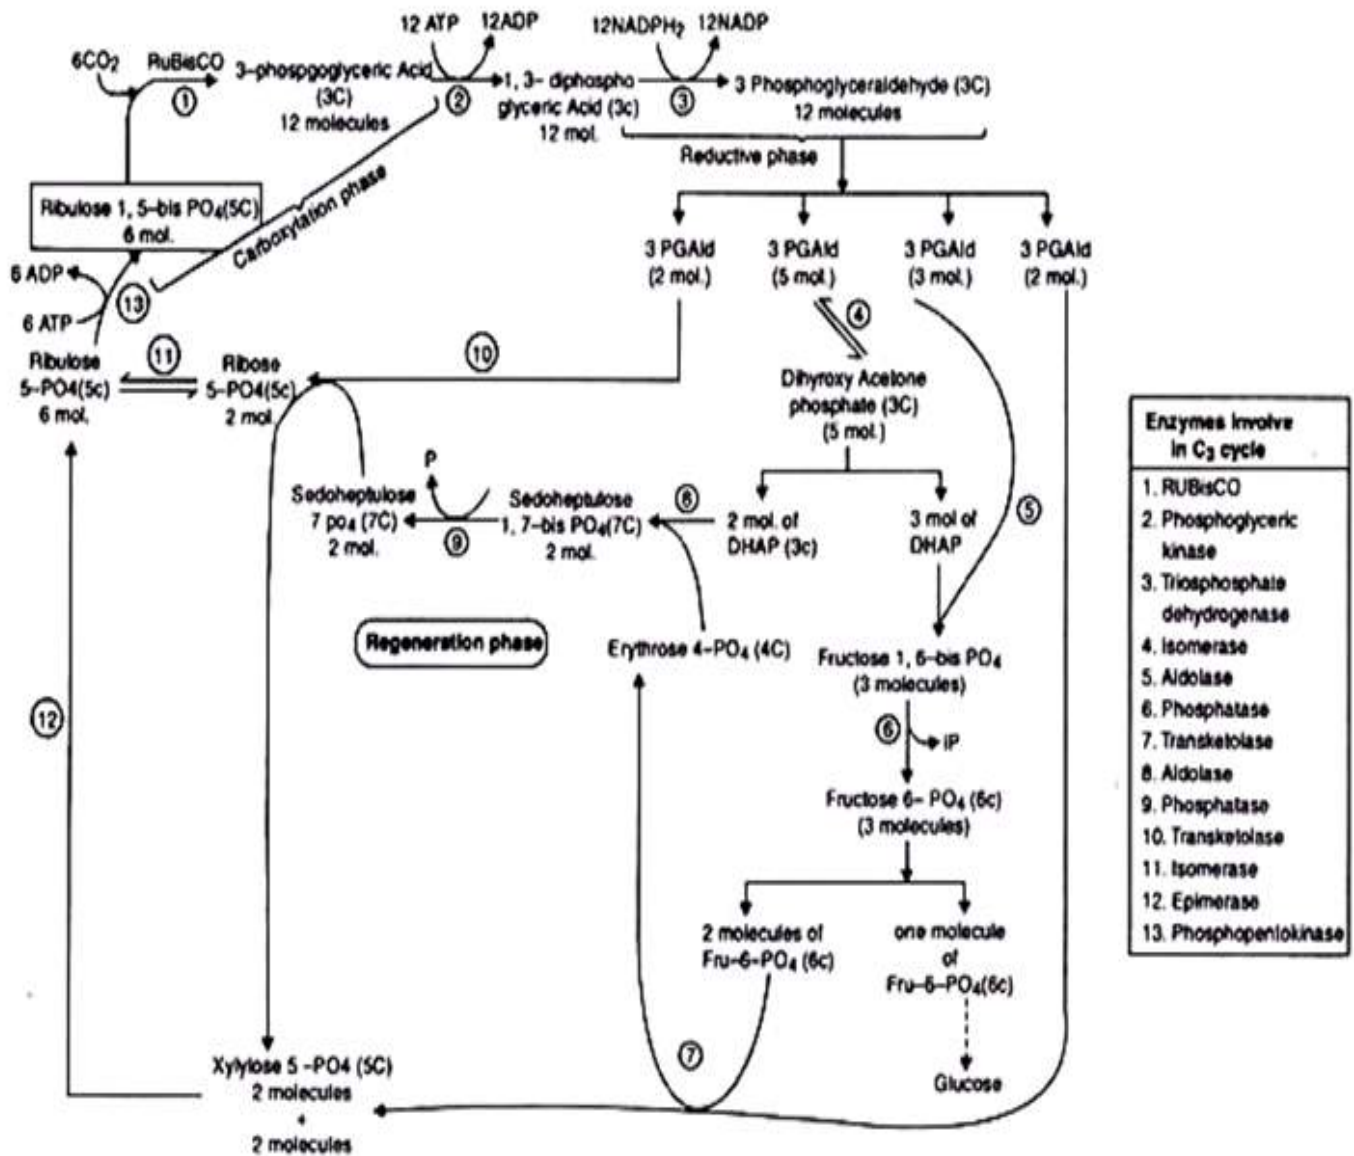 12 ATP 12ADP 12NADPH₂ 12NADP
6CO₂ RuBisCO
3-phospgoglyceric Acid
(3C)
12 molecules
1, 3- diphospho
glyceric Acid (3c)
12 mol.
3 Phosphoglyceraldehyde (3C)
12 molecules
1 2 3
Reductive phase
Carboxylation phase
Ribulose 1, 5-bis PO₄(5C)
6 mol.
6 ADP
6 ATP
13
3 PGAld
(2 mol.)
3 PGAld
(5 mol.)
3 PGAld
(3 mol.)
3 PGAld
(2 mol.)
4
Ribulose
5-PO4(5c)
6 mol.
11
Ribose
5-PO4(5c)
2 mol.
10
Dihyroxy Acetone
phosphate (3C)
(5 mol.)
P
Sedoheptulose
7 po₄ (7C)
2 mol.
9
Sedoheptulose
1, 7-bis PO₄(7C)
2 mol.
8
2 mol. of
DHAP (3c)
3 mol of
DHAP
5
Regeneration phase
Erythrose 4-PO₄ (4C)
Fructose 1, 6-bis PO₄
(3 molecules)
12
6
IP
Fructose 6- PO₄ (6c)
(3 molecules)
2 molecules of
Fru-6-PO₄ (6c)
one molecule
of
Fru-6-PO₄(6c)
7
Glucose
Xylylose 5 -PO4 (5C)
2 molecules
+
2 molecules
Enzymes involve
in C₃ cycle
1. RUBisCO
2. Phosphoglyceric
kinase
3. Triosphosphate
dehydrogenase
4. Isomerase
5. Aldolase
6. Phosphatase
7. Transketolase
8. Aldolase
9. Phosphatase
10. Transketolase
11. Isomerase
12. Epimerase
13. Phosphopentokinase